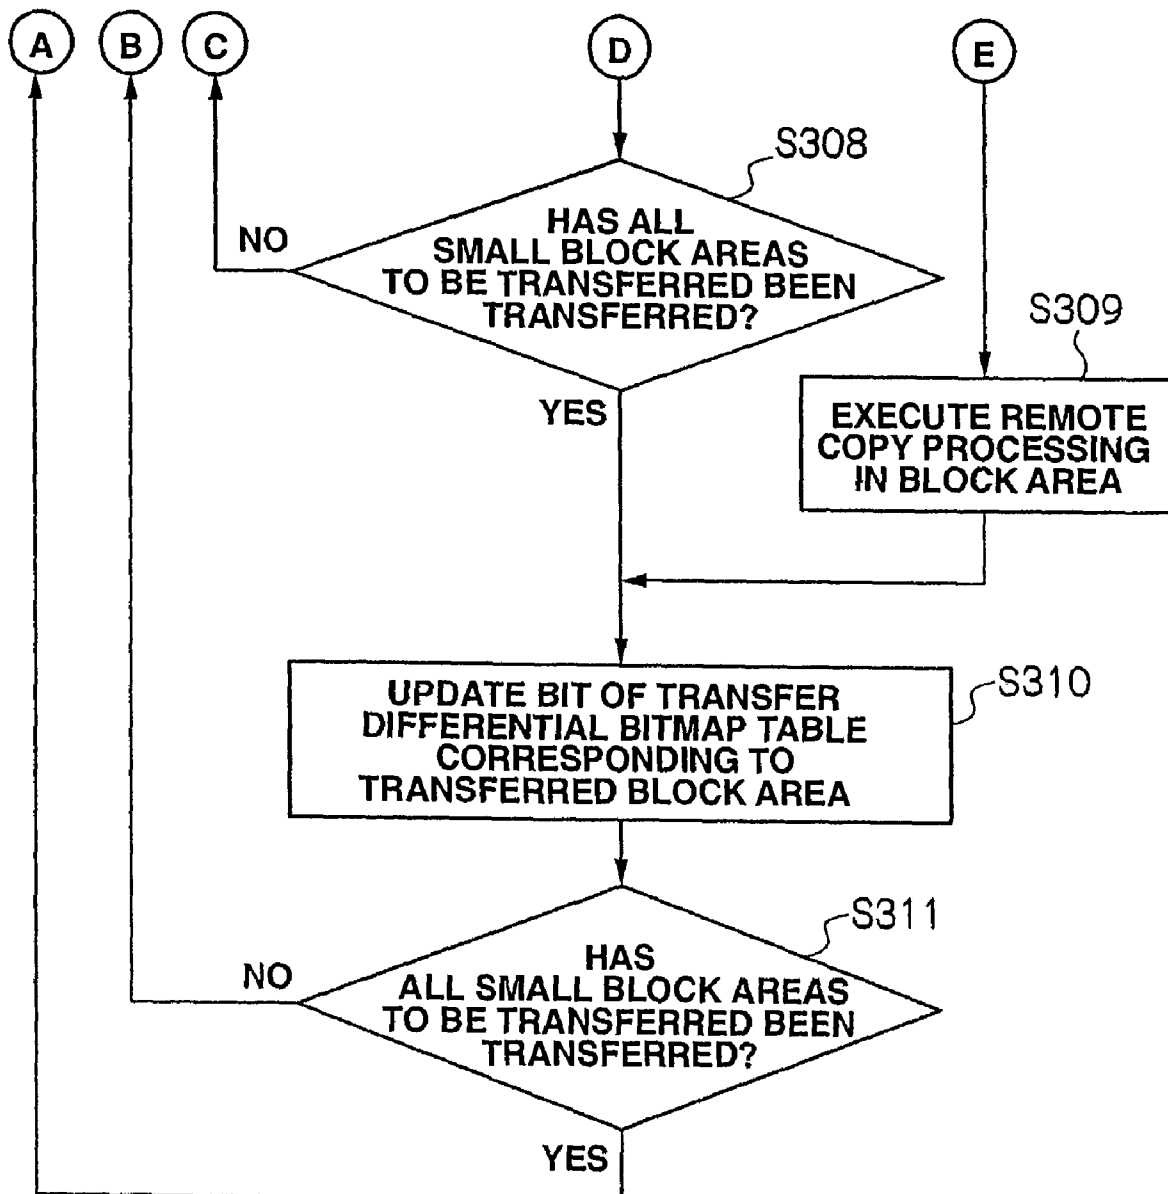 A
B
C
D
E
S308
HAS ALL
SMALL BLOCK AREAS
TO BE TRANSFERRED BEEN
TRANSFERRED?
NO
YES
S309
EXECUTE REMOTE
COPY PROCESSING
IN BLOCK AREA
S310
UPDATE BIT OF TRANSFER
DIFFERENTIAL BITMAP TABLE
CORRESPONDING TO
TRANSFERRED BLOCK AREA
S311
HAS
ALL SMALL BLOCK AREAS
TO BE TRANSFERRED BEEN
TRANSFERRED?
NO
YES